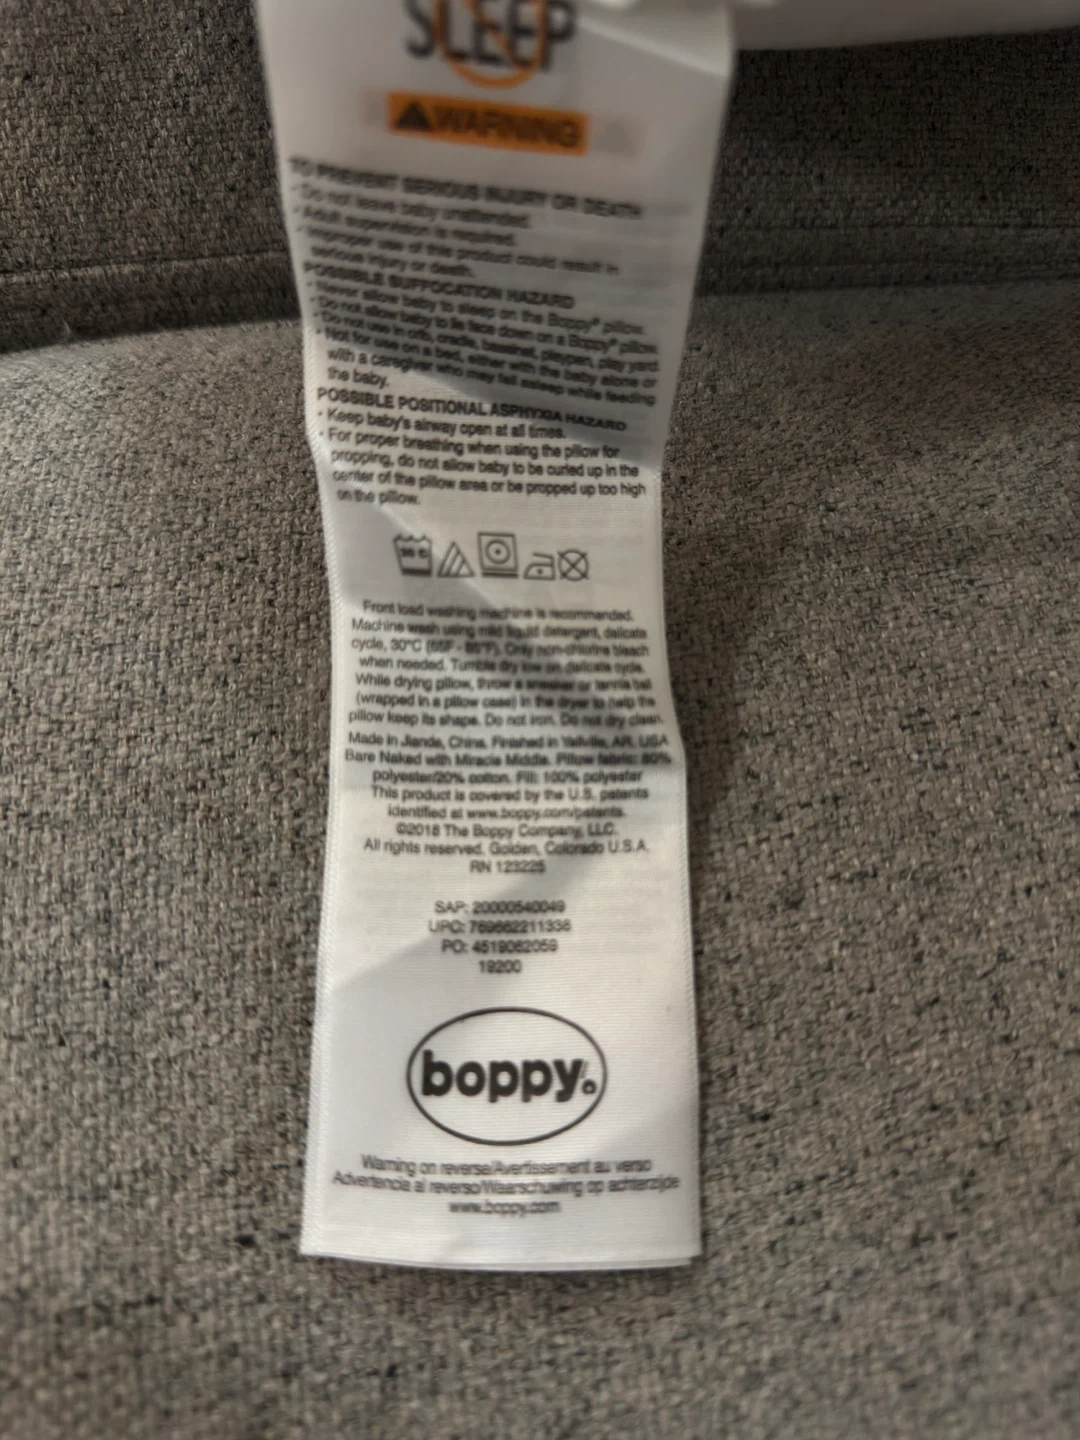 SLEEP
WARNING
TO PREVENT SERIOUS INJURY OR DEATH
• Do not leave baby unattended.
• Adult supervision is required.
• Improper use of this product could result in
serious injury or death.
POSSIBLE SUFFOCATION HAZARD
• Never allow baby to sleep on the Boppy® pillow.
• Do not allow baby to lie face down on a Boppy® pillow.
• Do not use in crib, cradle, bassinet, playpen, play yard.
• Not for use on a bed, either with the baby alone or
with a caregiver who may fall asleep while feeding
the baby.
POSSIBLE POSITIONAL ASPHYXIA HAZARD
• Keep baby's airway open at all times.
• For proper breathing when using the pillow for
propping, do not allow baby to be curled up in the
center of the pillow area or be propped up too high
on the pillow.
30 C
Front load washing machine is recommended.
Machine wash using mild liquid detergent, delicate
cycle, 30°C (65F - 85°F). Only non-chlorine bleach
when needed. Tumble dry low on delicate cycle.
While drying pillow, throw a sneaker or tennis ball
(wrapped in a pillow case) in the dryer to help the
pillow keep its shape. Do not iron. Do not dry clean.
Made in Jiande, China. Finished in Yellville, AR, USA
Bare Naked with Miracle Middle. Pillow fabric: 80%
polyester/20% cotton. Fill: 100% polyester
This product is covered by the U.S. patents
identified at www.boppy.com/patents.
©2018 The Boppy Company, LLC.
All rights reserved. Golden, Colorado U.S.A.
RN 123225
SAP: 20000540049
UPC: 769662211338
PO: 4519062059
19200
boppy®
Warning on reverse/Avertissement au verso
Advertencia al reverso/Waarschuwing op achterzijde
www.boppy.com